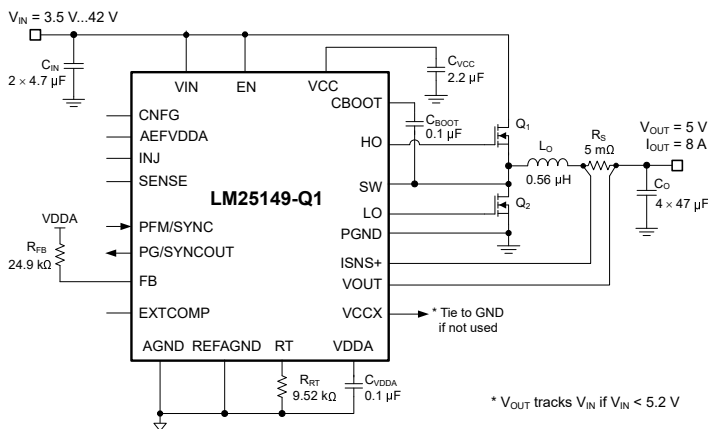 V_IN = 3.5 V...42 V
C_IN
2 × 4.7 µF
VIN
EN
VCC
C_VCC
2.2 µF
CNFG
AEFVDDA
INJ
SENSE
PFM/SYNC
PG/SYNCOUT
FB
EXTCOMP
VDDA
R_FB
24.9 kΩ
LM25149-Q1
CBOOT
C_BOOT
0.1 µF
HO
SW
LO
PGND
ISNS+
VOUT
VCCX
Q₁
Q₂
L_O
0.56 µH
R_S
5 mΩ
V_OUT = 5 V
I_OUT = 8 A
C_O
4 × 47 µF
* Tie to GND
if not used
AGND
REFAGND
RT
VDDA
R_RT
9.52 kΩ
C_VDDA
0.1 µF
* V_OUT tracks V_IN if V_IN < 5.2 V